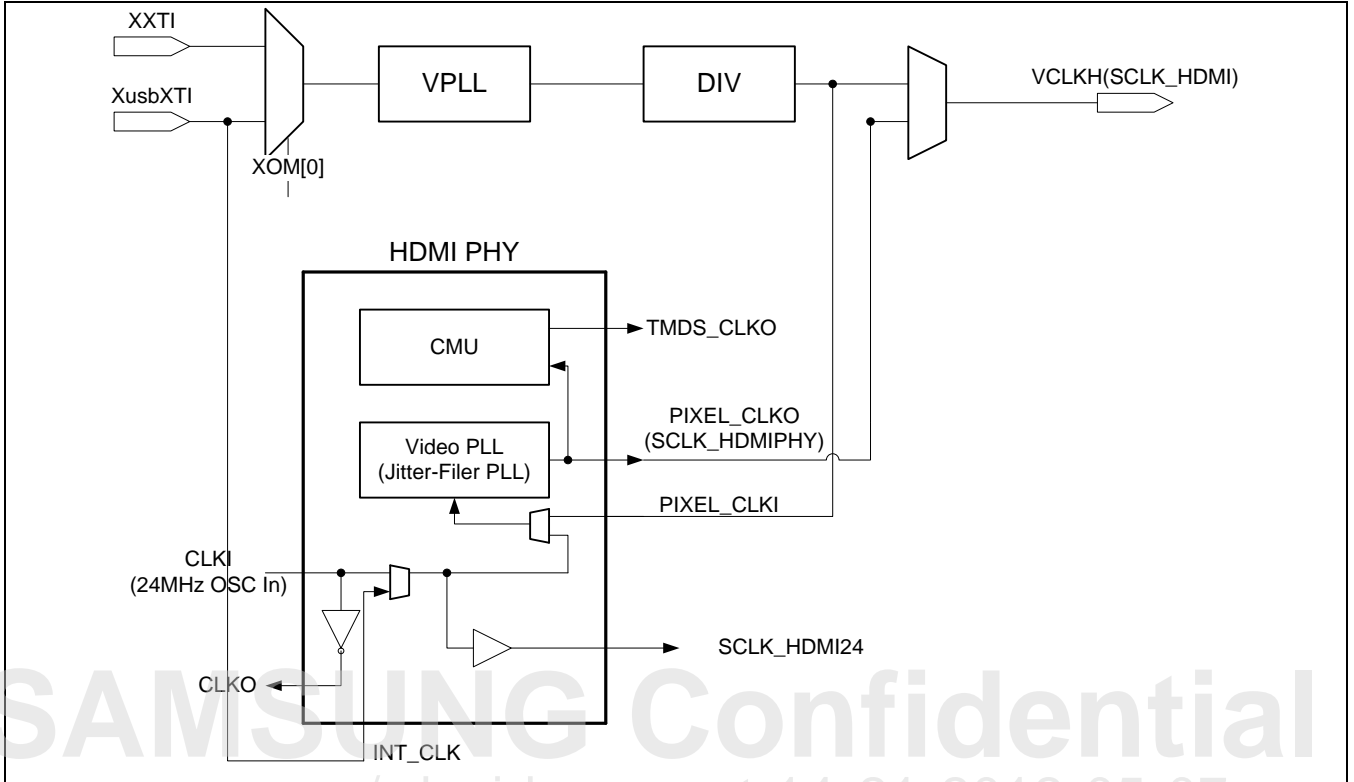 XXTI
XusbXTI
XOM[0]
VPLL
DIV
VCLKH(SCLK_HDMI)
HDMI PHY
CMU
TMDS_CLKO
Video PLL
(Jitter-Filer PLL)
PIXEL_CLKO
(SCLK_HDMIPHY)
PIXEL_CLKI
CLKI
(24MHz OSC In)
SCLK_HDMI24
CLKO
INT_CLK
SAMSUNG Confidential